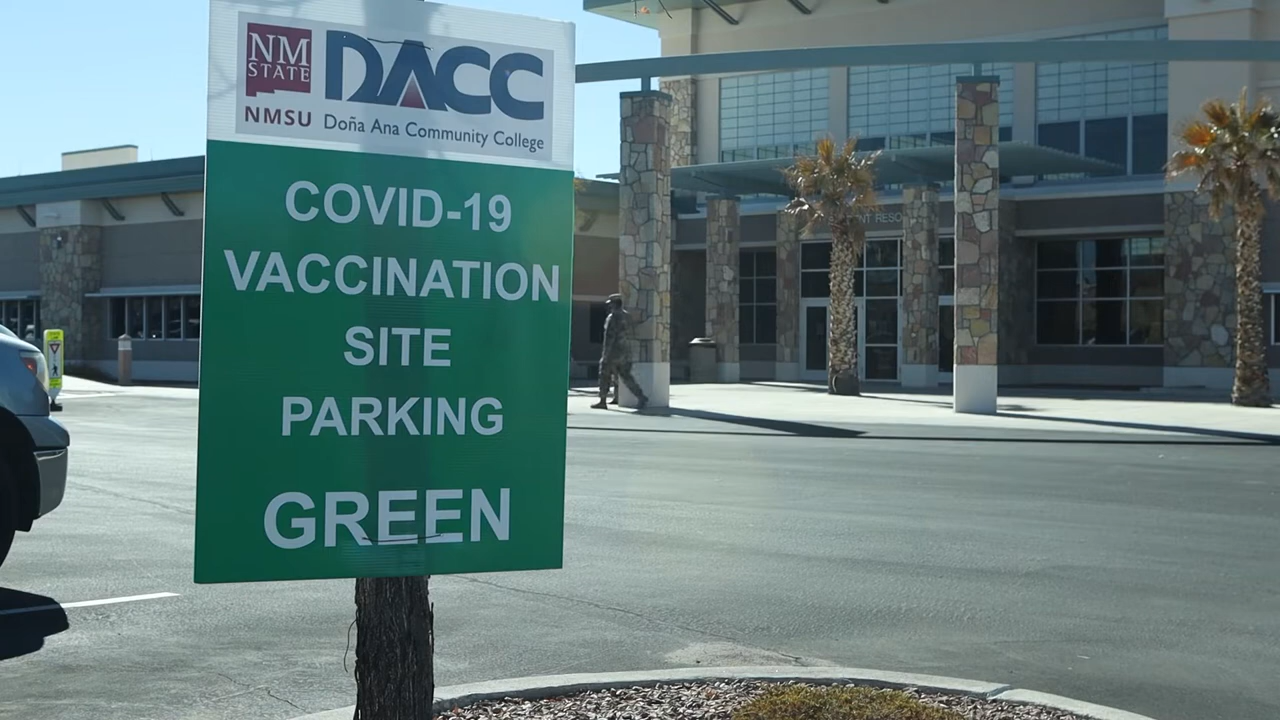 NM
STATE
NMSU
DACC
Doña Ana Community College
COVID-19
VACCINATION
SITE
PARKING
GREEN